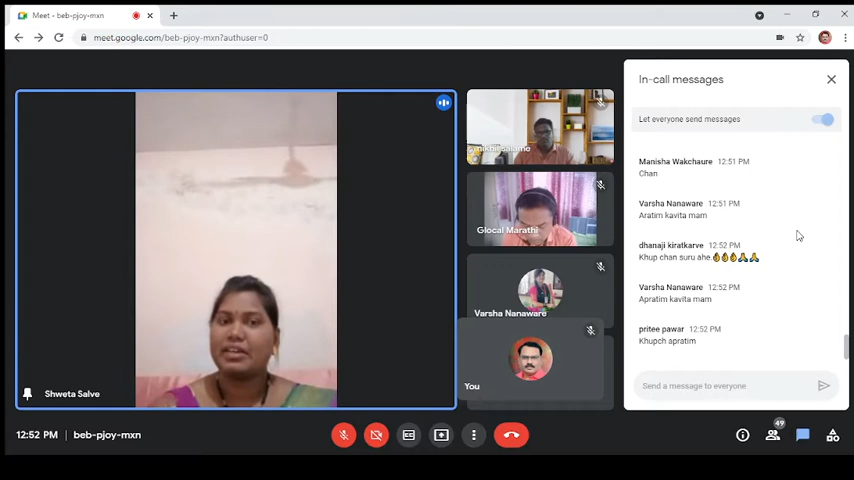 Meet - beb-pjoy-mxn
meet.google.com/beb-pjoy-mxn?authuser=0
In-call messages
Let everyone send messages
Manisha Wakchaure 12:51 PM
Chan
Varsha Nanaware 12:51 PM
Aratim kavita mam
dhanaji kiratkarve 12:52 PM
Khup chan suru ahe.👌👌👌🙏🙏
Varsha Nanaware 12:52 PM
Apratim kavita mam
pritee pawar 12:52 PM
Khupch apratim
Send a message to everyone
Glocal Marathi
Varsha Nanaware
You
Shweta Salve
12:52 PM | beb-pjoy-mxn
49